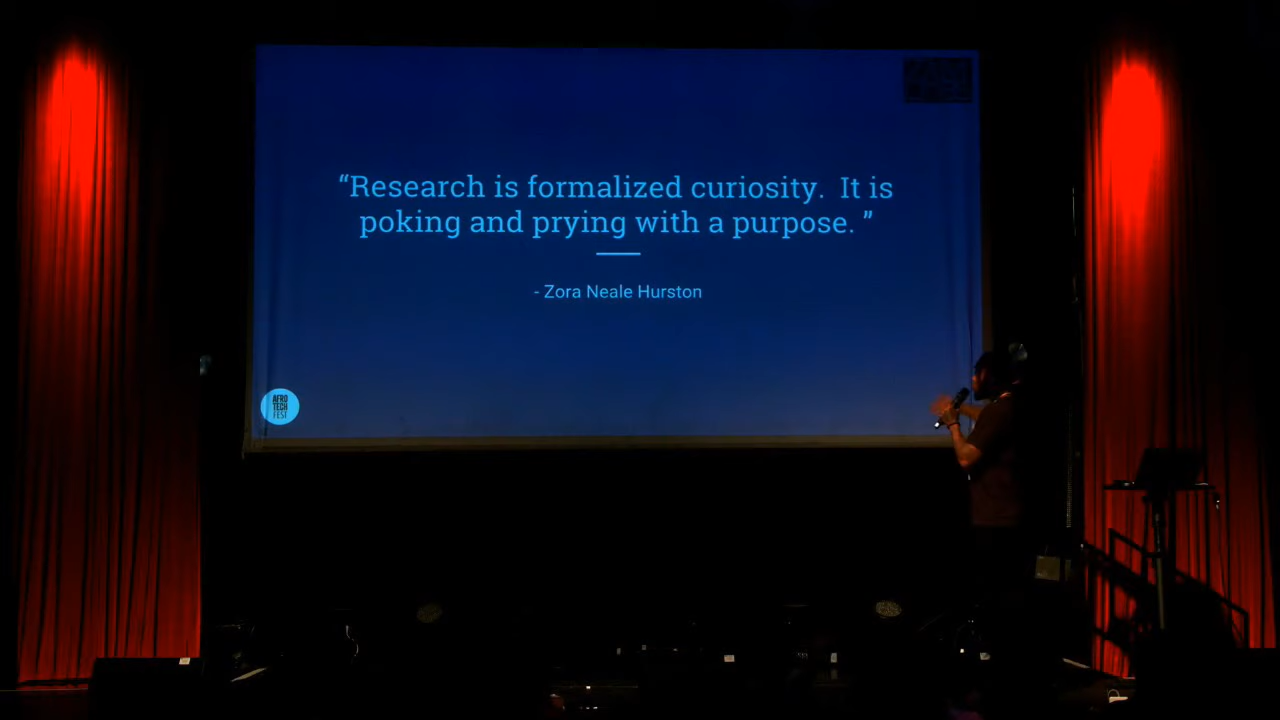 “Research is formalized curiosity.  It is
poking and prying with a purpose. ”
- Zora Neale Hurston
AFRO
TECH
FEST